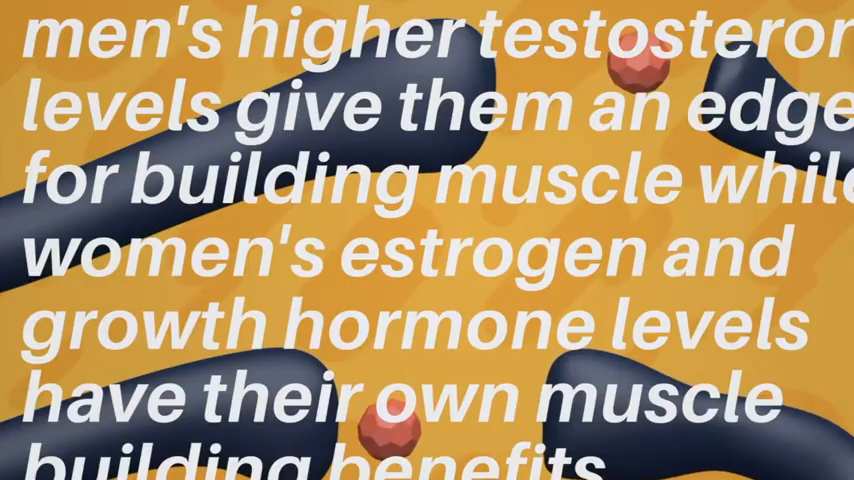 men's higher testosteron
levels give them an edge
for building muscle while
women's estrogen and
growth hormone levels
have their own muscle
building benefits